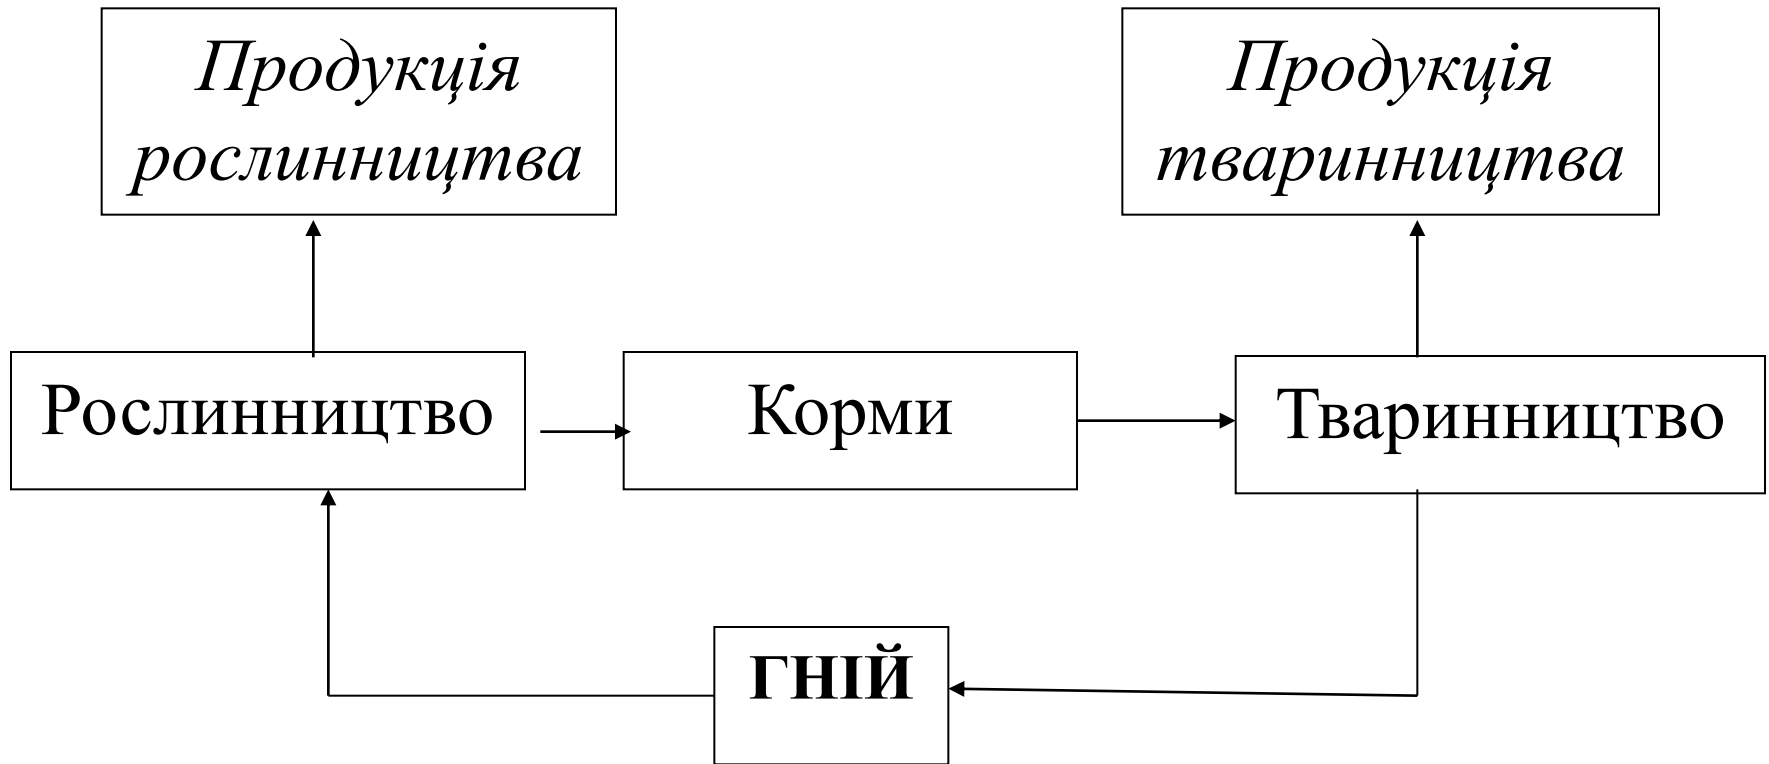 Продукція
рослинництва
Продукція
тваринництва
Рослинництво
Корми
Тваринництво
ГНІЙ